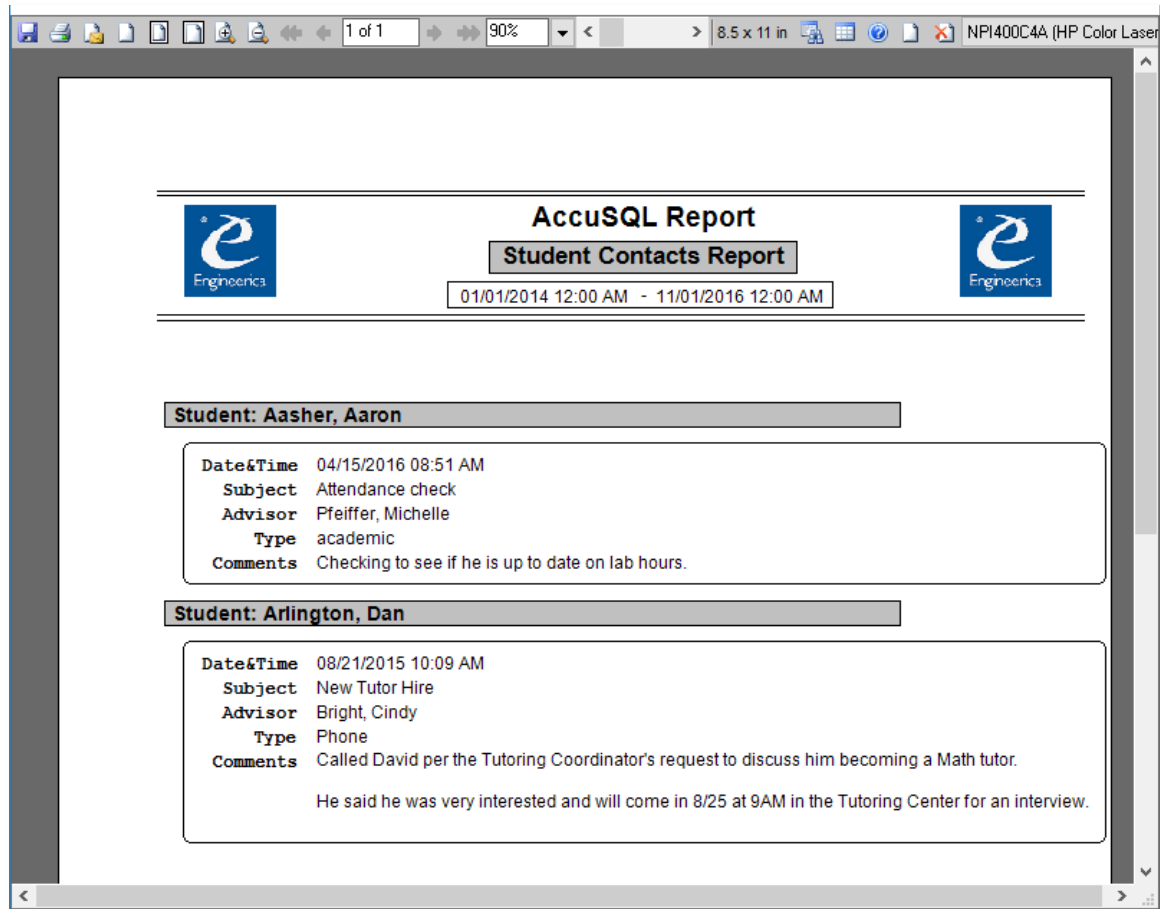 1 of 1 90% 8.5 x 11 in NPI400C4A (HP Color Laser
AccuSQL Report
Engineerica Student Contacts Report Engineerica
01/01/2014 12:00 AM - 11/01/2016 12:00 AM
Student: Aasher, Aaron
Date&Time 04/15/2016 08:51 AM
Subject Attendance check
Advisor Pfeiffer, Michelle
Type academic
Comments Checking to see if he is up to date on lab hours.
Student: Arlington, Dan
Date&Time 08/21/2015 10:09 AM
Subject New Tutor Hire
Advisor Bright, Cindy
Type Phone
Comments Called David per the Tutoring Coordinator's request to discuss him becoming a Math tutor.
He said he was very interested and will come in 8/25 at 9AM in the Tutoring Center for an interview.